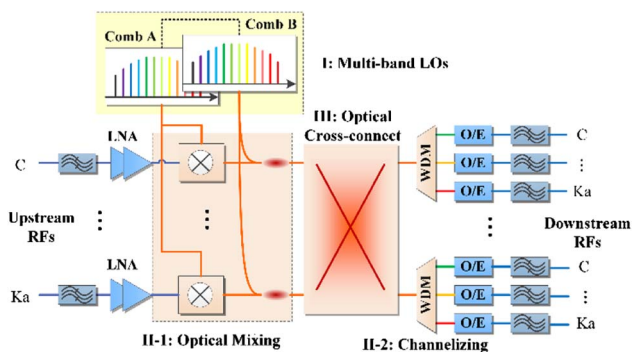 Comb B
Comb A
I: Multi-band LOs
III: Optical
Cross-connect
LNA
C
WDM
O/E
C
O/E
⋮
O/E
Ka
Upstream
RFs
⋮
⋮
⋮
Downstream
RFs
LNA
Ka
WDM
O/E
C
O/E
⋮
O/E
Ka
II-1: Optical Mixing
II-2: Channelizing